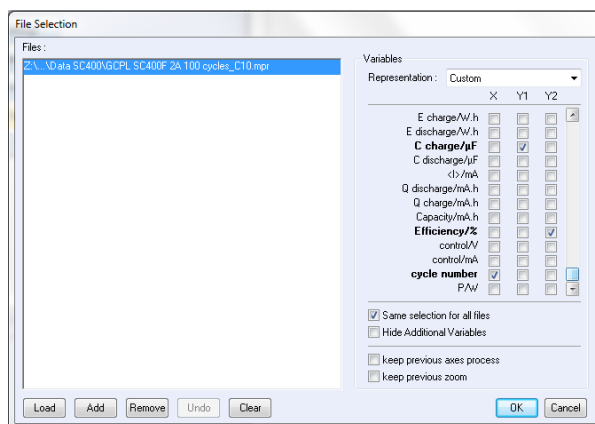 File Selection
Files :
Z:\...\Data SC400\GCPL SC400F 2A 100 cycles_C10.mpr
Variables
Representation : Custom
X Y1 Y2
E charge/W.h
E discharge/W.h
C charge/µF
C discharge/µF
<I>/mA
Q discharge/mA.h
Q charge/mA.h
Capacity/mA.h
Efficiency/%
control/V
control/mA
cycle number
P/W
Same selection for all files
Hide Additional Variables
keep previous axes process
keep previous zoom
Load Add Remove Undo Clear OK Cancel